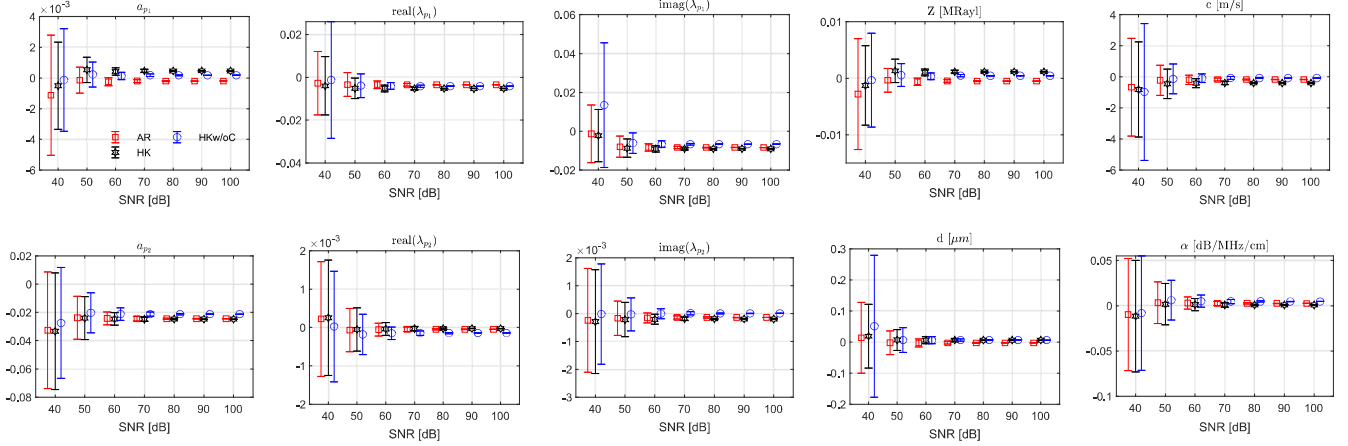 a_{p_1}
×10^{-3}
4
2
0
-2
-4
-6
AR
HK
HKw/oC
40 50 60 70 80 90 100
SNR [dB]
real(λ_{p_1})
0.02
0
-0.02
-0.04
40 50 60 70 80 90 100
SNR [dB]
imag(λ_{p_1})
0.06
0.04
0.02
0
-0.02
40 50 60 70 80 90 100
SNR [dB]
Z [MRayl]
0.01
0
-0.01
40 50 60 70 80 90 100
SNR [dB]
c [m/s]
4
2
0
-2
-4
-6
40 50 60 70 80 90 100
SNR [dB]
a_{p_2}
0.02
0
-0.02
-0.04
-0.06
-0.08
40 50 60 70 80 90 100
SNR [dB]
real(λ_{p_2})
×10^{-3}
2
1
0
-1
-2
40 50 60 70 80 90 100
SNR [dB]
imag(λ_{p_2})
×10^{-3}
2
1
0
-1
-2
-3
40 50 60 70 80 90 100
SNR [dB]
d [μm]
0.3
0.2
0.1
0
-0.1
-0.2
40 50 60 70 80 90 100
SNR [dB]
α [dB/MHz/cm]
0.05
0
-0.05
-0.1
40 50 60 70 80 90 100
SNR [dB]